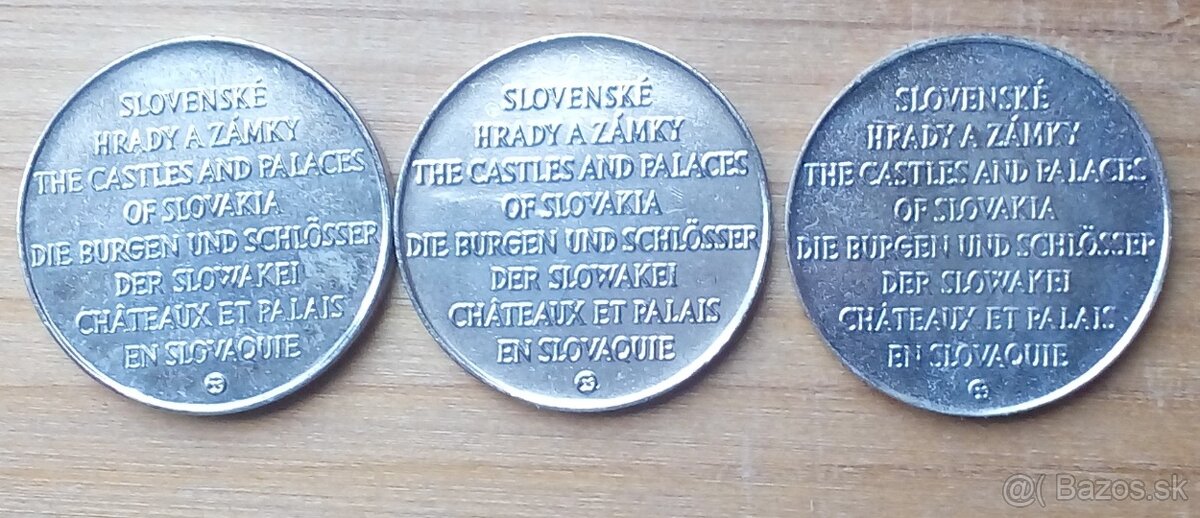 SLOVENSKÉ
HRADY A ZÁMKY
THE CASTLES AND PALACES
OF SLOVAKIA
DIE BURGEN UND SCHLÖSSER
DER SLOWAKEI
CHÂTEAUX ET PALAIS
EN SLOVAQUIE
SLOVENSKÉ
HRADY A ZÁMKY
THE CASTLES AND PALACES
OF SLOVAKIA
DIE BURGEN UND SCHLÖSSER
DER SLOWAKEI
CHÂTEAUX ET PALAIS
EN SLOVAQUIE
SLOVENSKÉ
HRADY A ZÁMKY
THE CASTLES AND PALACES
OF SLOVAKIA
DIE BURGEN UND SCHLÖSSER
DER SLOWAKEI
CHÂTEAUX ET PALAIS
EN SLOVAQUIE
Bazos.sk